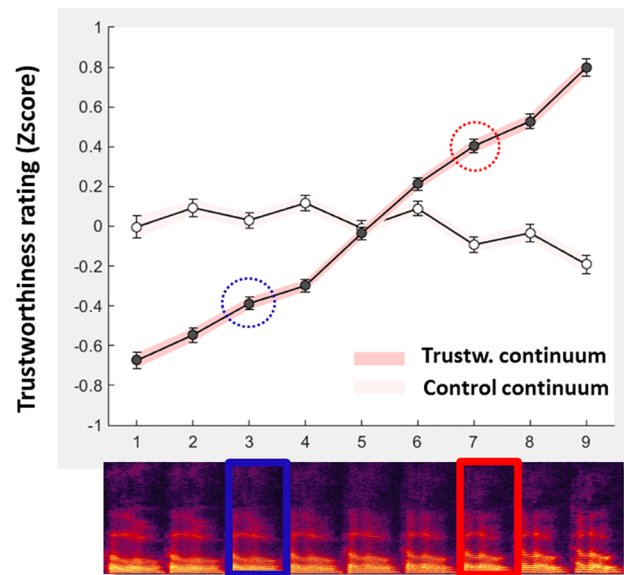 Trustworthiness rating (Zscore)
1
0.8
0.6
0.4
0.2
0
-0.2
-0.4
-0.6
-0.8
-1
Trustw. continuum
Control continuum
1 2 3 4 5 6 7 8 9